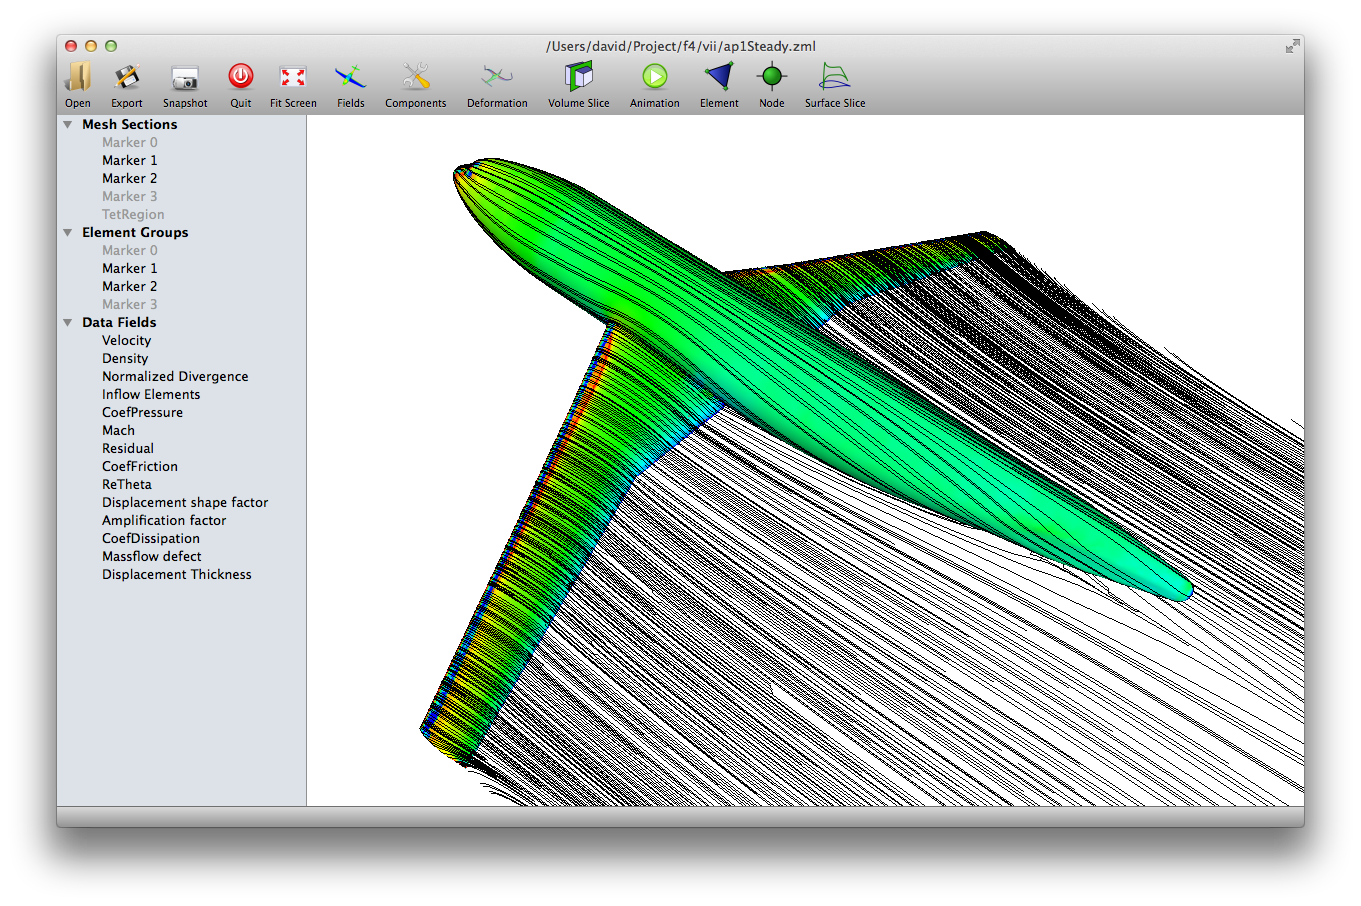 /Users/david/Project/f4/vii/ap1Steady.zml
Open Export Snapshot Quit Fit Screen Fields Components Deformation Volume Slice Animation Element Node Surface Slice
Mesh Sections
Marker 0
Marker 1
Marker 2
Marker 3
TetRegion
Element Groups
Marker 0
Marker 1
Marker 2
Marker 3
Data Fields
Velocity
Density
Normalized Divergence
Inflow Elements
CoefPressure
Mach
Residual
CoefFriction
ReTheta
Displacement shape factor
Amplification factor
CoefDissipation
Massflow defect
Displacement Thickness